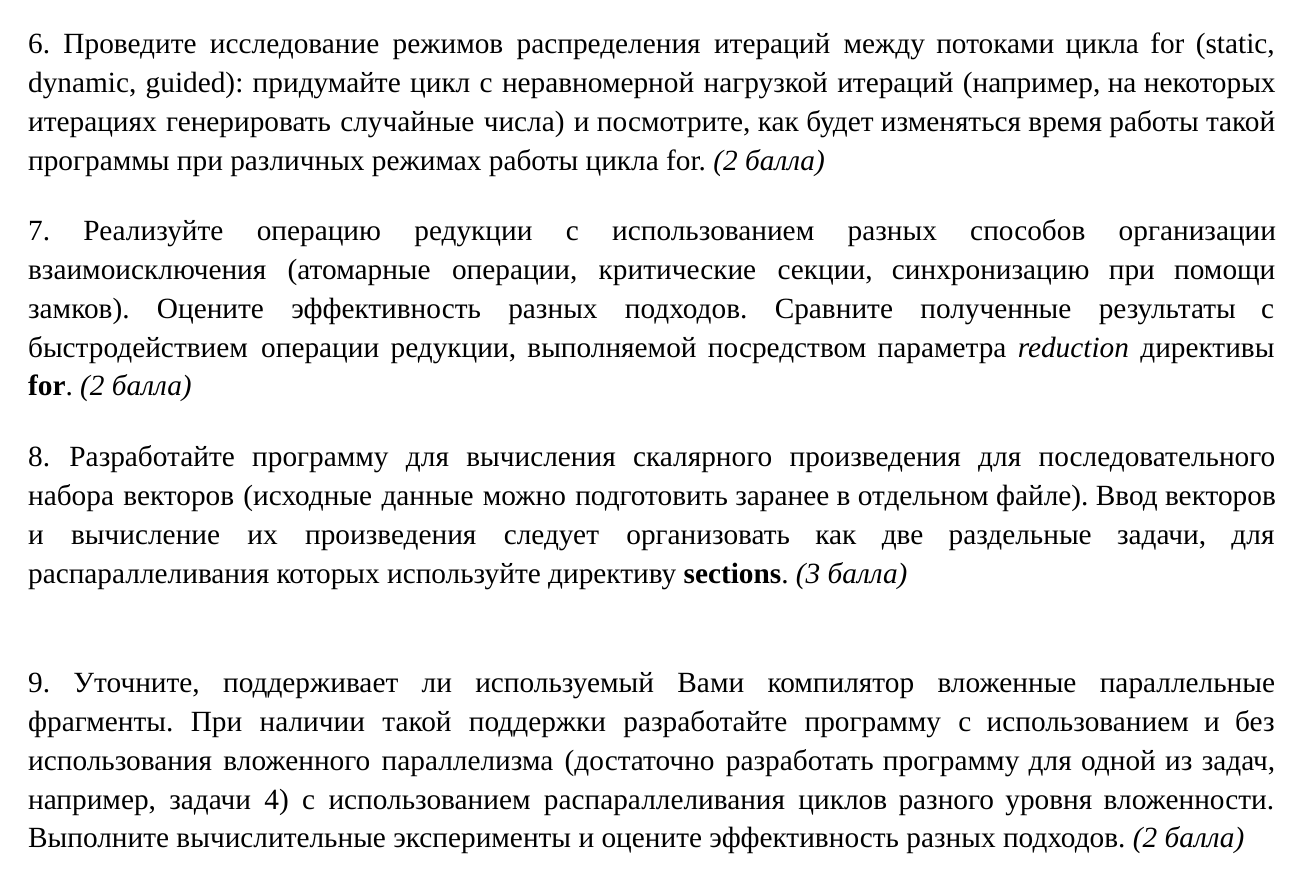 6. Проведите исследование режимов распределения итераций между потоками цикла for (static,
dynamic, guided): придумайте цикл с неравномерной нагрузкой итераций (например, на некоторых
итерациях генерировать случайные числа) и посмотрите, как будет изменяться время работы такой
программы при различных режимах работы цикла for. (2 балла)
7. Реализуйте операцию редукции с использованием разных способов организации
взаимоисключения (атомарные операции, критические секции, синхронизацию при помощи
замков). Оцените эффективность разных подходов. Сравните полученные результаты с
быстродействием операции редукции, выполняемой посредством параметра reduction директивы
for. (2 балла)
8. Разработайте программу для вычисления скалярного произведения для последовательного
набора векторов (исходные данные можно подготовить заранее в отдельном файле). Ввод векторов
и вычисление их произведения следует организовать как две раздельные задачи, для
распараллеливания которых используйте директиву sections. (3 балла)
9. Уточните, поддерживает ли используемый Вами компилятор вложенные параллельные
фрагменты. При наличии такой поддержки разработайте программу с использованием и без
использования вложенного параллелизма (достаточно разработать программу для одной из задач,
например, задачи 4) с использованием распараллеливания циклов разного уровня вложенности.
Выполните вычислительные эксперименты и оцените эффективность разных подходов. (2 балла)